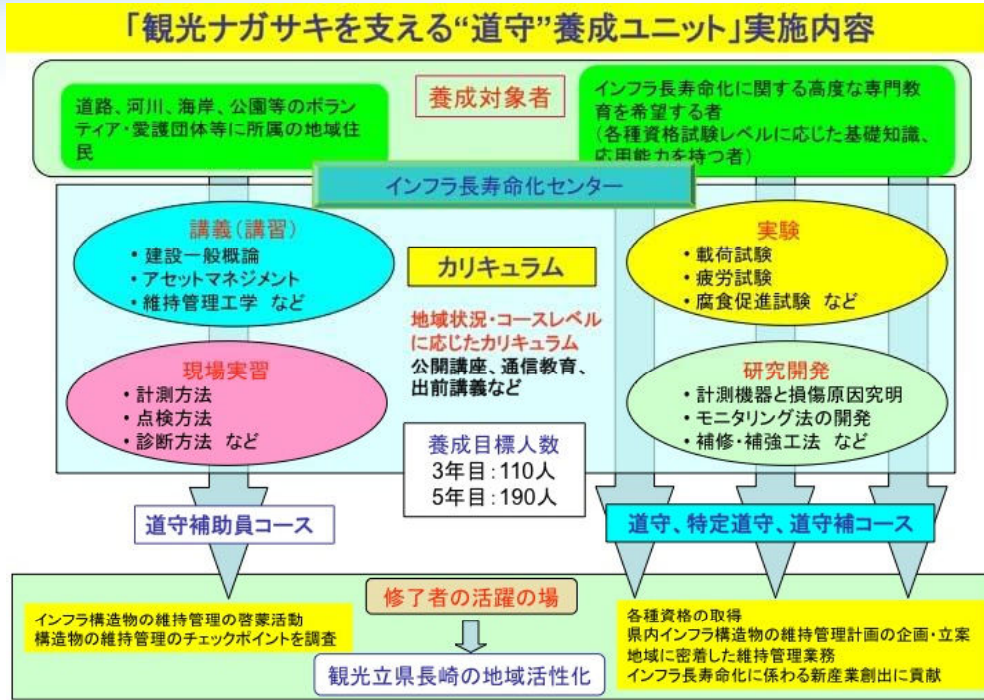 「観光ナガサキを支える“道守”養成ユニット」実施内容
養成対象者
道路、河川、海岸、公園等のボラン
ティア・愛護団体等に所属の地域住
民
インフラ長寿命化に関する高度な専門教
育を希望する者
(各種資格試験レベルに応じた基礎知識、
応用能力を持つ者)
インフラ長寿命化センター
講義(講習)
・建設一般概論
・アセットマネジメント
・維持管理工学 など
カリキュラム
地域状況・コースレベル
に応じたカリキュラム
公開講座、通信教育、
出前講義など
実験
・載荷試験
・疲労試験
・腐食促進試験 など
現場実習
・計測方法
・点検方法
・診断方法 など
研究開発
・計測機器と損傷原因究明
・モニタリング法の開発
・補修・補強工法 など
養成目標人数
3年目:110人
5年目:190人
道守補助員コース
道守、特定道守、道守補コース
修了者の活躍の場
インフラ構造物の維持管理の啓蒙活動
構造物の維持管理のチェックポイントを調査
観光立県長崎の地域活性化
各種資格の取得
県内インフラ構造物の維持管理計画の企画・立案
地域に密着した維持管理業務
インフラ長寿命化に係わる新産業創出に貢献